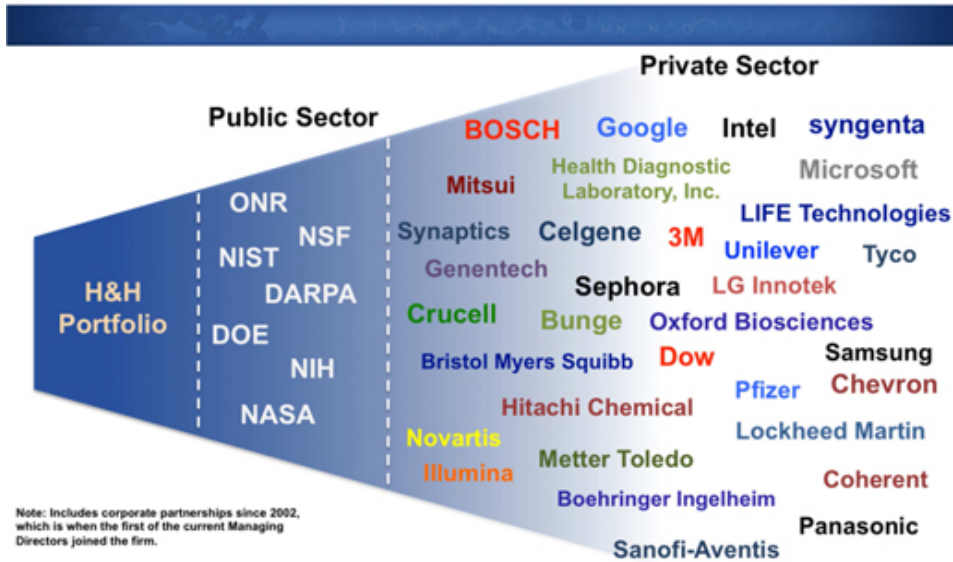 Private Sector
Public Sector
BOSCH
Google
Intel
syngenta
Mitsui
Health Diagnostic
Laboratory, Inc.
Microsoft
ONR
NSF
NIST
DARPA
DOE
NIH
NASA
H&H
Portfolio
LIFE Technologies
Synaptics
Celgene
3M
Unilever
Tyco
Genentech
Sephora
LG Innotek
Crucell
Bunge
Oxford Biosciences
Bristol Myers Squibb
Dow
Samsung
Pfizer
Chevron
Hitachi Chemical
Lockheed Martin
Novartis
Metter Toledo
Illumina
Coherent
Boehringer Ingelheim
Panasonic
Sanofi-Aventis
Note: Includes corporate partnerships since 2002,
which is when the first of the current Managing
Directors joined the firm.